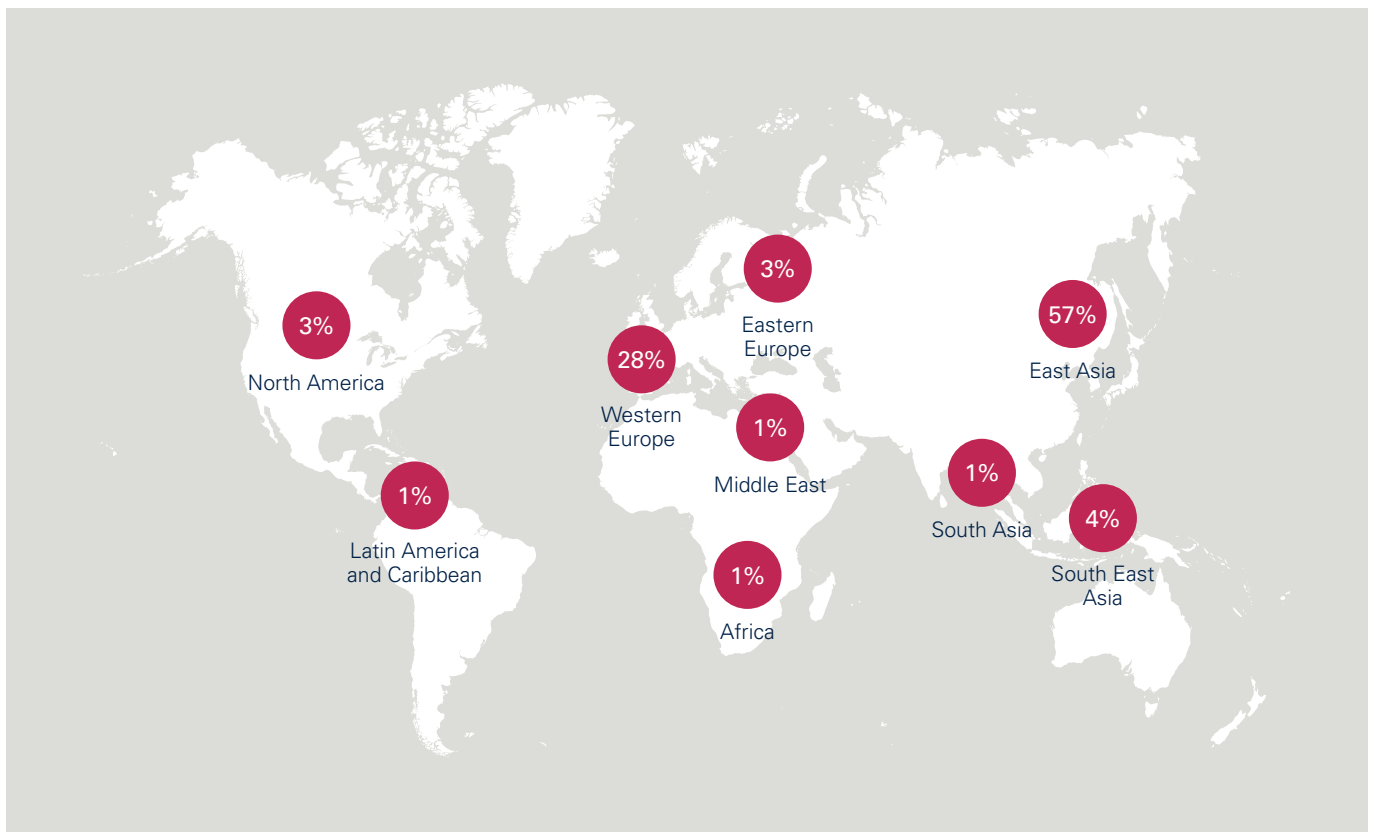 3%
Eastern
Europe
3%
North America
57%
East Asia
28%
Western
Europe
1%
Middle East
1%
South Asia
1%
Latin America
and Caribbean
4%
South East
Asia
1%
Africa